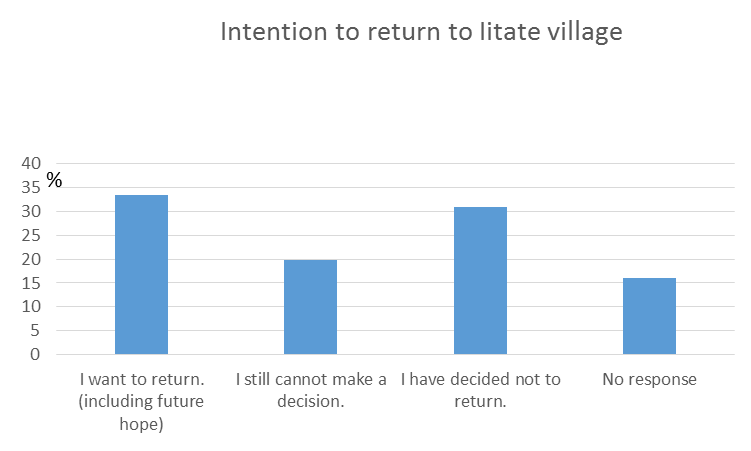 Intention to return to Iitate village
40
35
%
30
25
20
15
10
5
0
I want to return.
(including future
hope)
I still cannot make a
decision.
I have decided not to
return.
No response